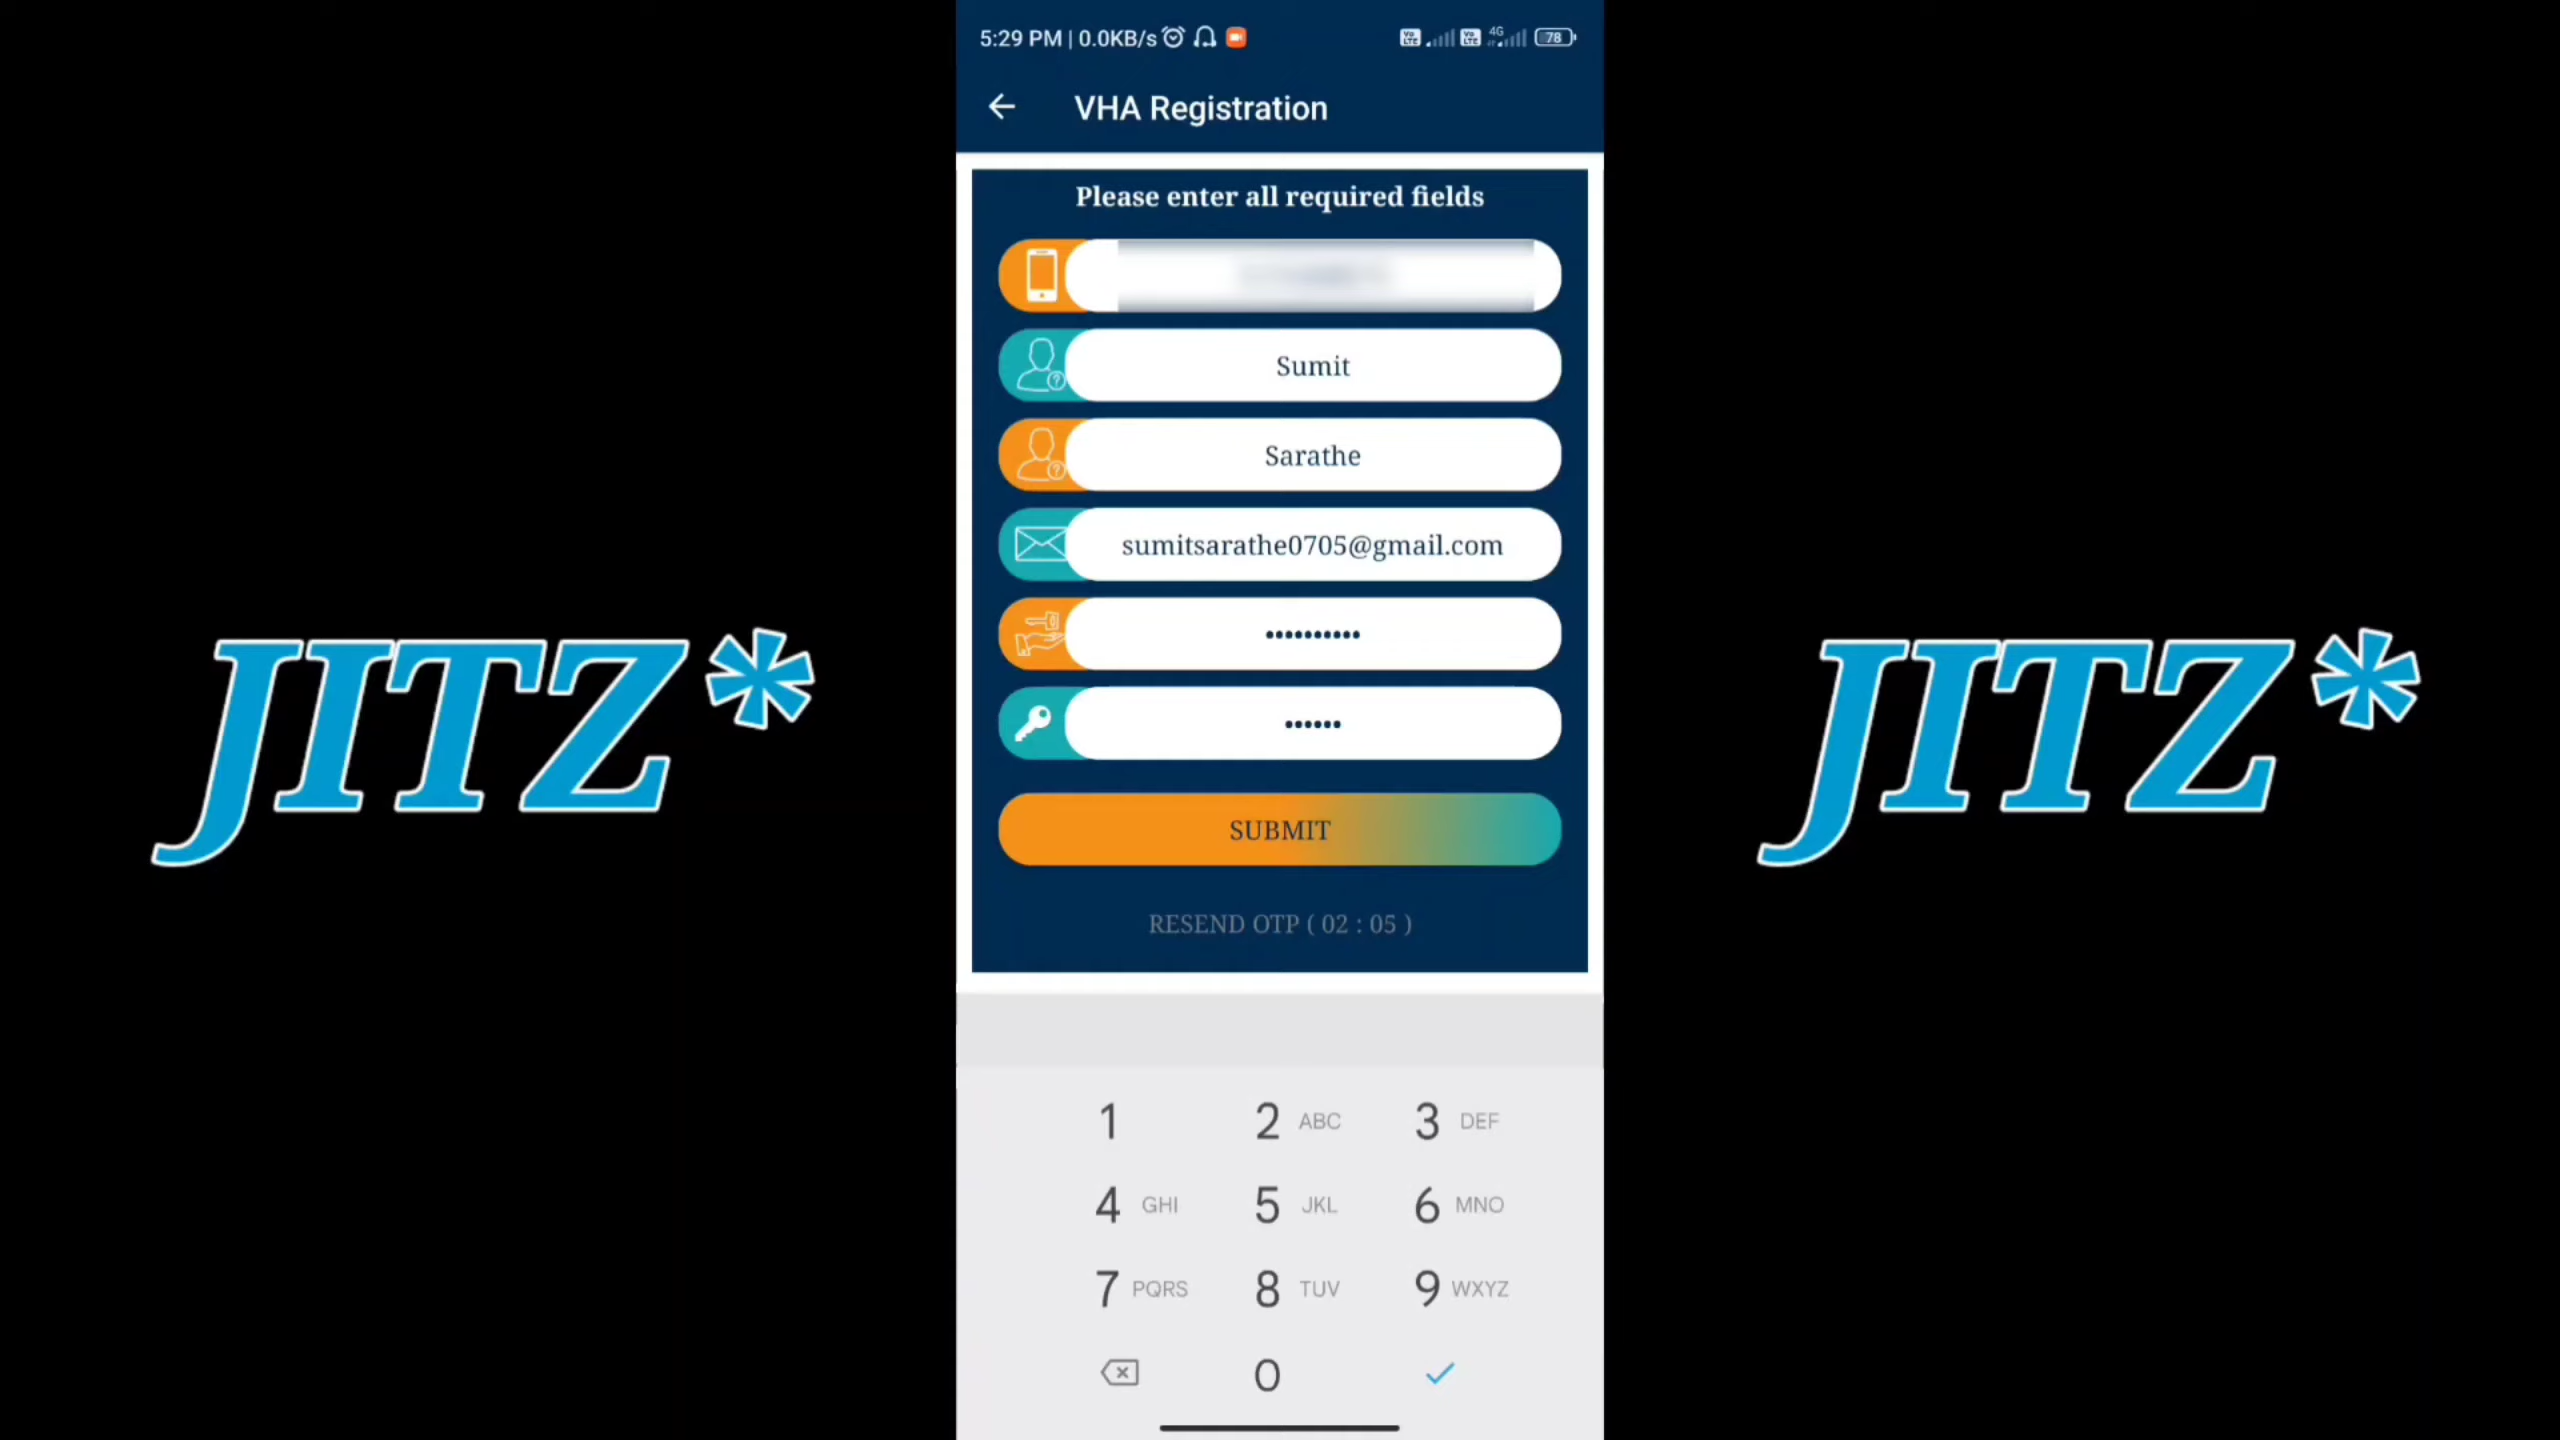 5:29 PM | 0.0KB/s
4G
78
VHA Registration
Please enter all required fields
Sumit
Sarathe
sumitsarathe0705@gmail.com
SUBMIT
RESEND OTP ( 02 : 05 )
JITZ*
JITZ*
1
2 ABC
3 DEF
4 GHI
5 JKL
6 MNO
7 PQRS
8 TUV
9 WXYZ
0